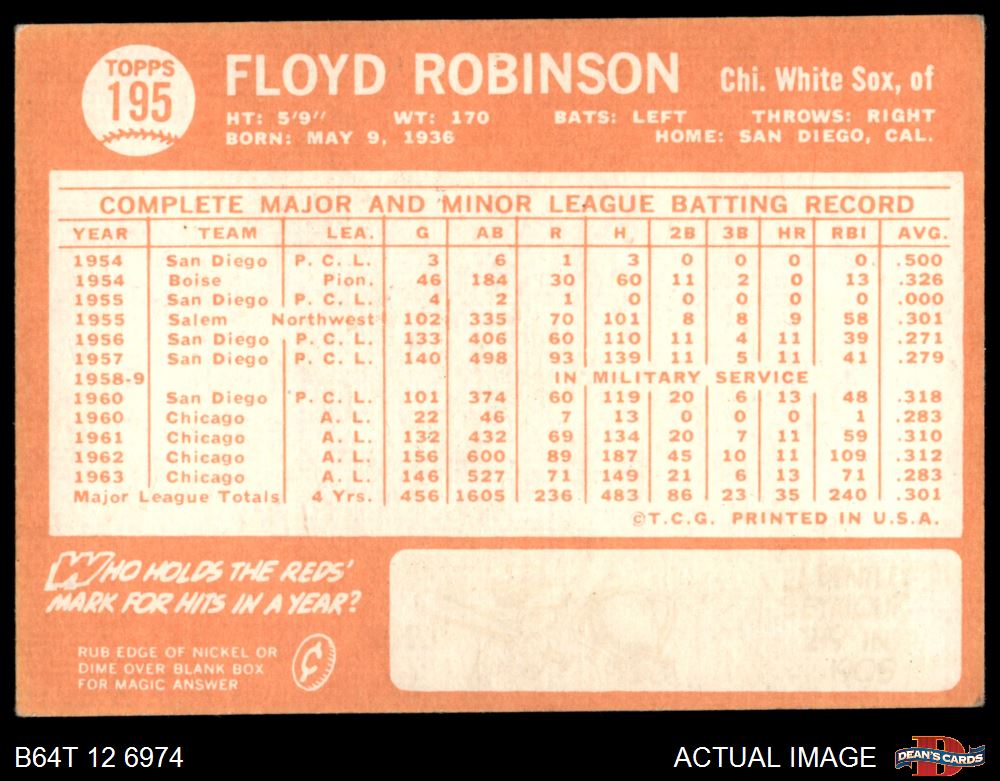 TOPPS
195
FLOYD ROBINSON
Chi. White Sox, of
HT: 5'9" WT: 170 BATS: LEFT THROWS: RIGHT
BORN: MAY 9, 1936 HOME: SAN DIEGO, CAL.
COMPLETE MAJOR AND MINOR LEAGUE BATTING RECORD
YEAR TEAM LEA. G AB R H 2B 3B HR RBI AVG.
1954 San Diego P. C. L. 3 6 1 3 0 0 0 0 .500
1954 Boise Pion. 46 184 30 60 11 2 0 13 .326
1955 San Diego P. C. L. 4 2 1 0 0 0 0 0 .000
1955 Salem Northwest 102 335 70 101 8 8 9 58 .301
1956 San Diego P. C. L. 133 406 60 110 11 4 11 39 .271
1957 San Diego P. C. L. 140 498 93 139 11 5 11 41 .279
1958-9 IN MILITARY SERVICE
1960 San Diego P. C. L. 101 374 60 119 20 6 13 48 .318
1960 Chicago A. L. 22 46 7 13 0 0 0 1 .283
1961 Chicago A. L. 132 432 69 134 20 7 11 59 .310
1962 Chicago A. L. 156 600 89 187 45 10 11 109 .312
1963 Chicago A. L. 146 527 71 149 21 6 13 71 .283
Major League Totals 4 Yrs. 456 1605 236 483 86 23 35 240 .301
©T.C.G. PRINTED IN U.S.A.
WHO HOLDS THE REDS'
MARK FOR HITS IN A YEAR?
RUB EDGE OF NICKEL OR
DIME OVER BLANK BOX
FOR MAGIC ANSWER
¢
219 IN
1905
B64T 12 6974
ACTUAL IMAGE
DEAN'S CARDS